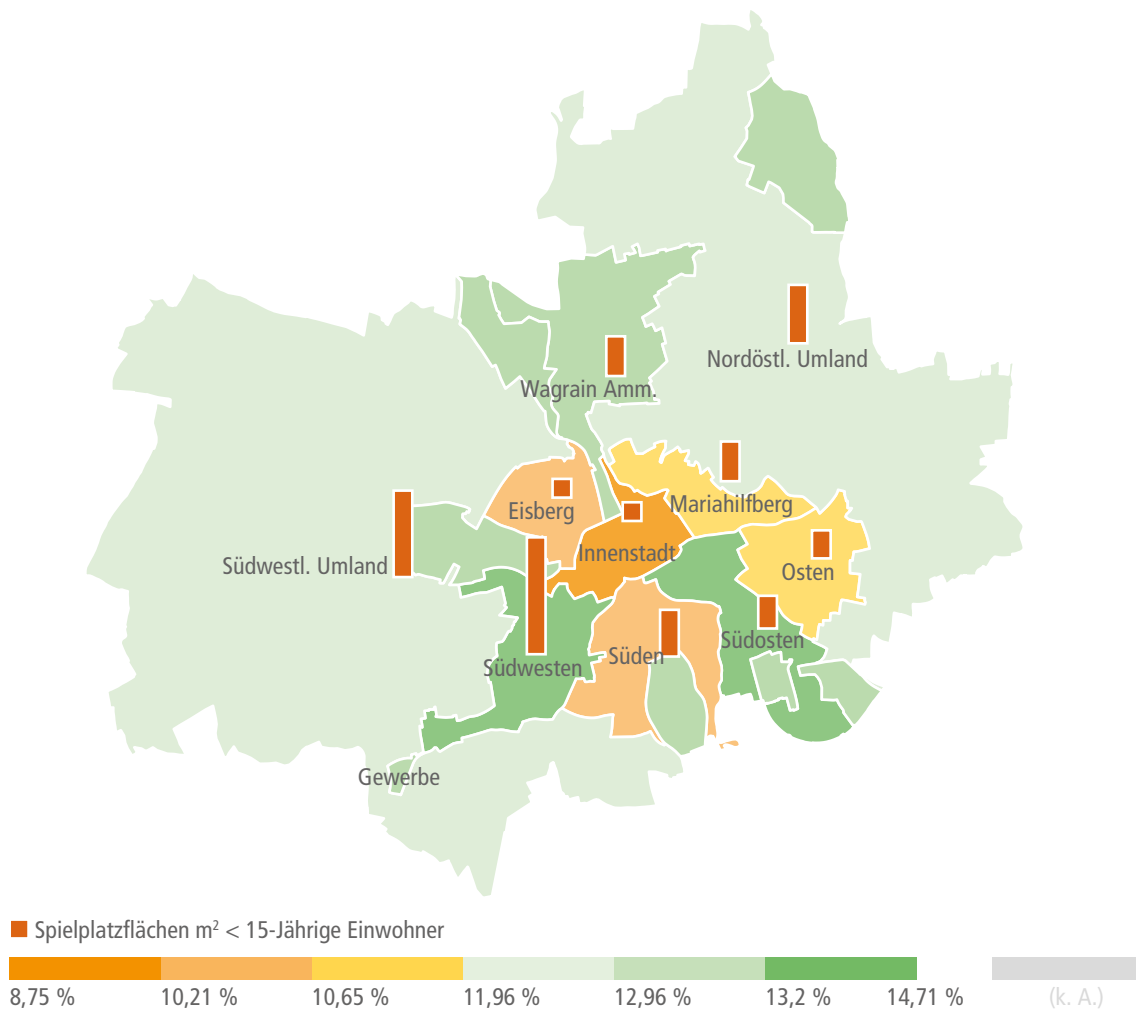 Nordöstl. Umland
Wagrain Amm.
Mariahilfberg
Eisberg
Innenstadt
Südwestl. Umland
Osten
Südosten
Süden
Südwesten
Gewerbe
Spielplatzflächen m² < 15-Jährige Einwohner
8,75 % 10,21 % 10,65 % 11,96 % 12,96 % 13,2 % 14,71 % (k. A.)